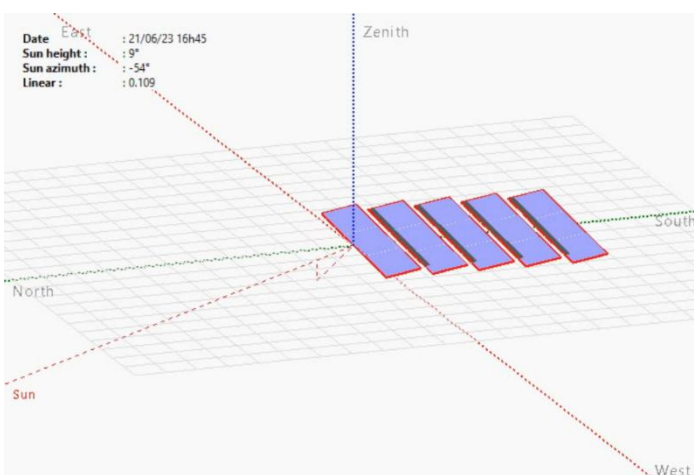 East
Zenith
Date : 21/06/23 16h45
Sun height : : 9°
Sun azimuth : : -54°
Linear : : 0.109
South
North
Sun
West